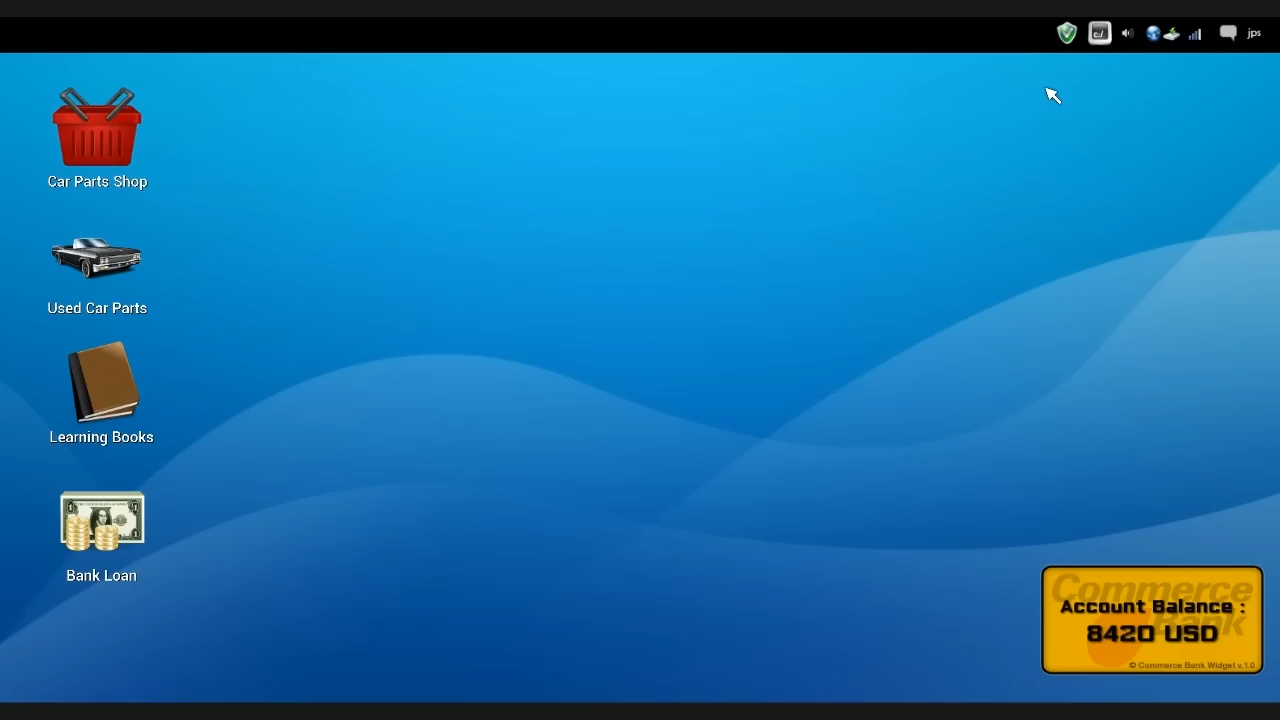 c:/
jps
Car Parts Shop
Used Car Parts
Learning Books
Bank Loan
Commerce
Bank
Account Balance :
8420 USD
© Commerce Bank Widget v.1.0